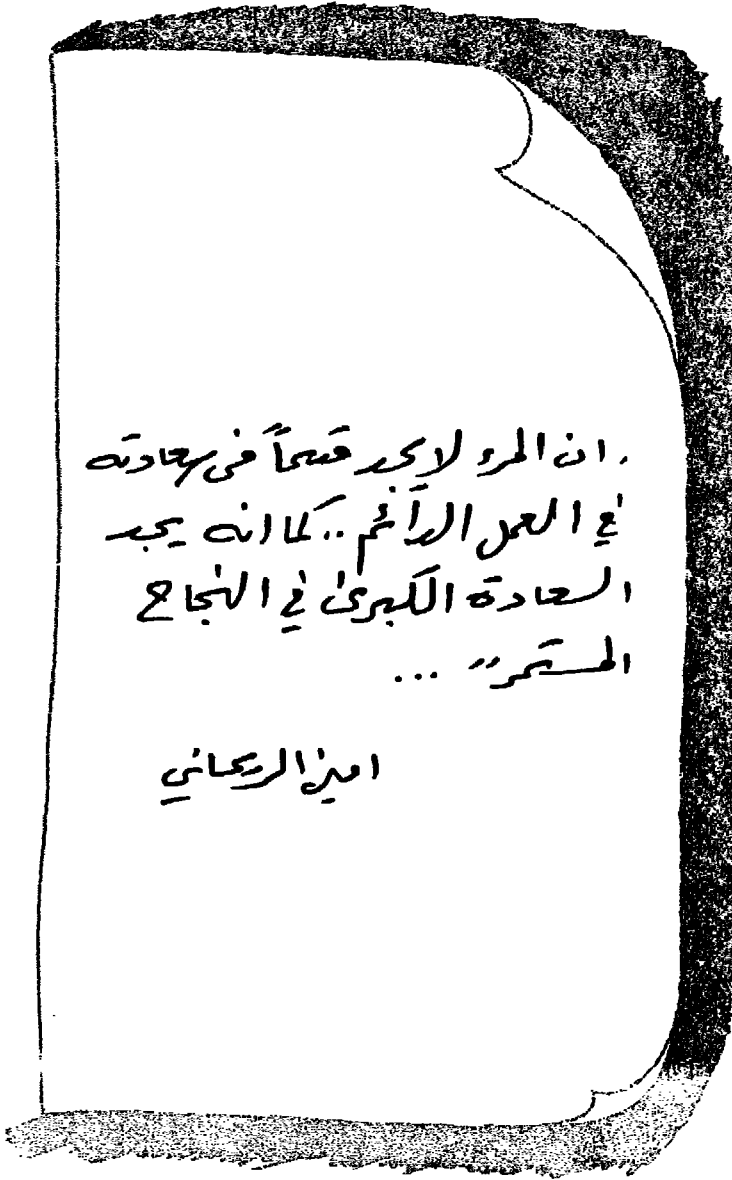 "ان المرء لا يجد قسماً من سعادته
في العمل الدائم .. كما انه يجد
السعادة الكبرى في النجاح
المستمر" ...
امين الريحاني